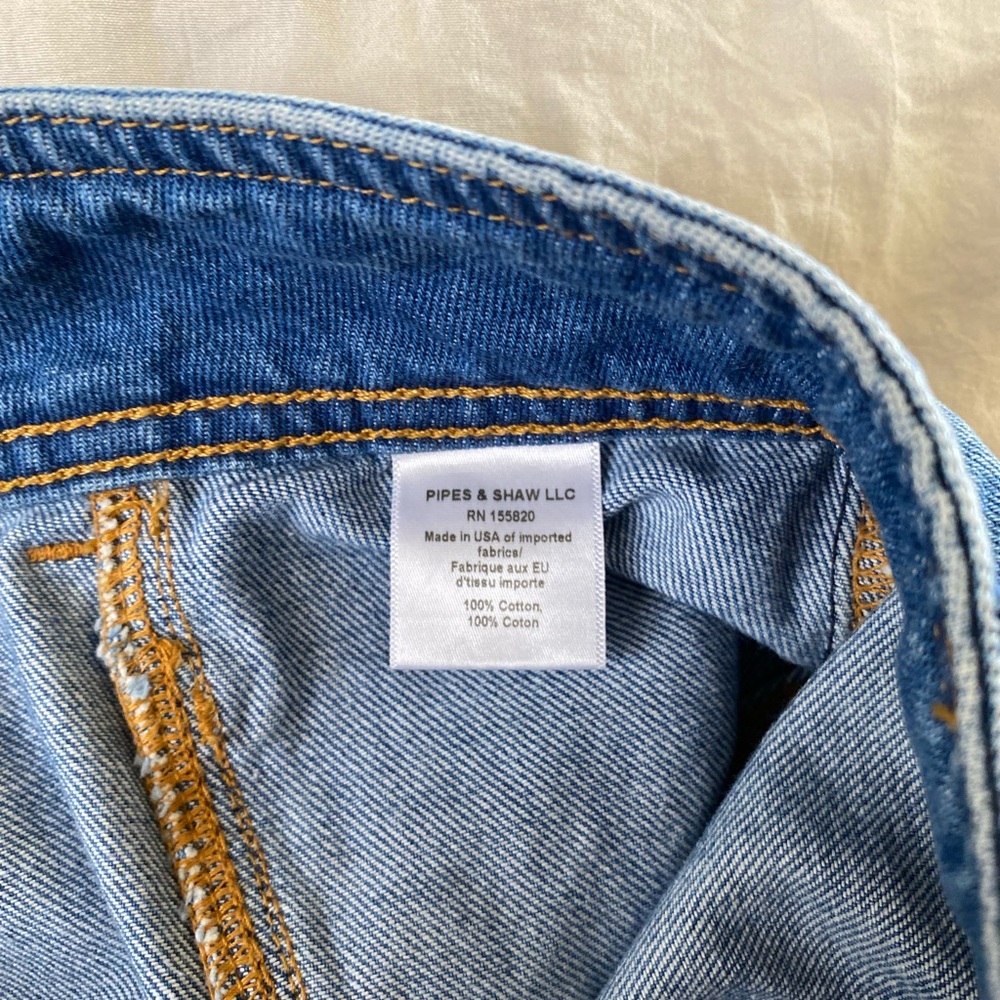 PIPES & SHAW LLC
RN 155820
Made in USA of imported
fabrics/
Fabrique aux EU
d'tissu importe
100% Cotton,
100% Coton